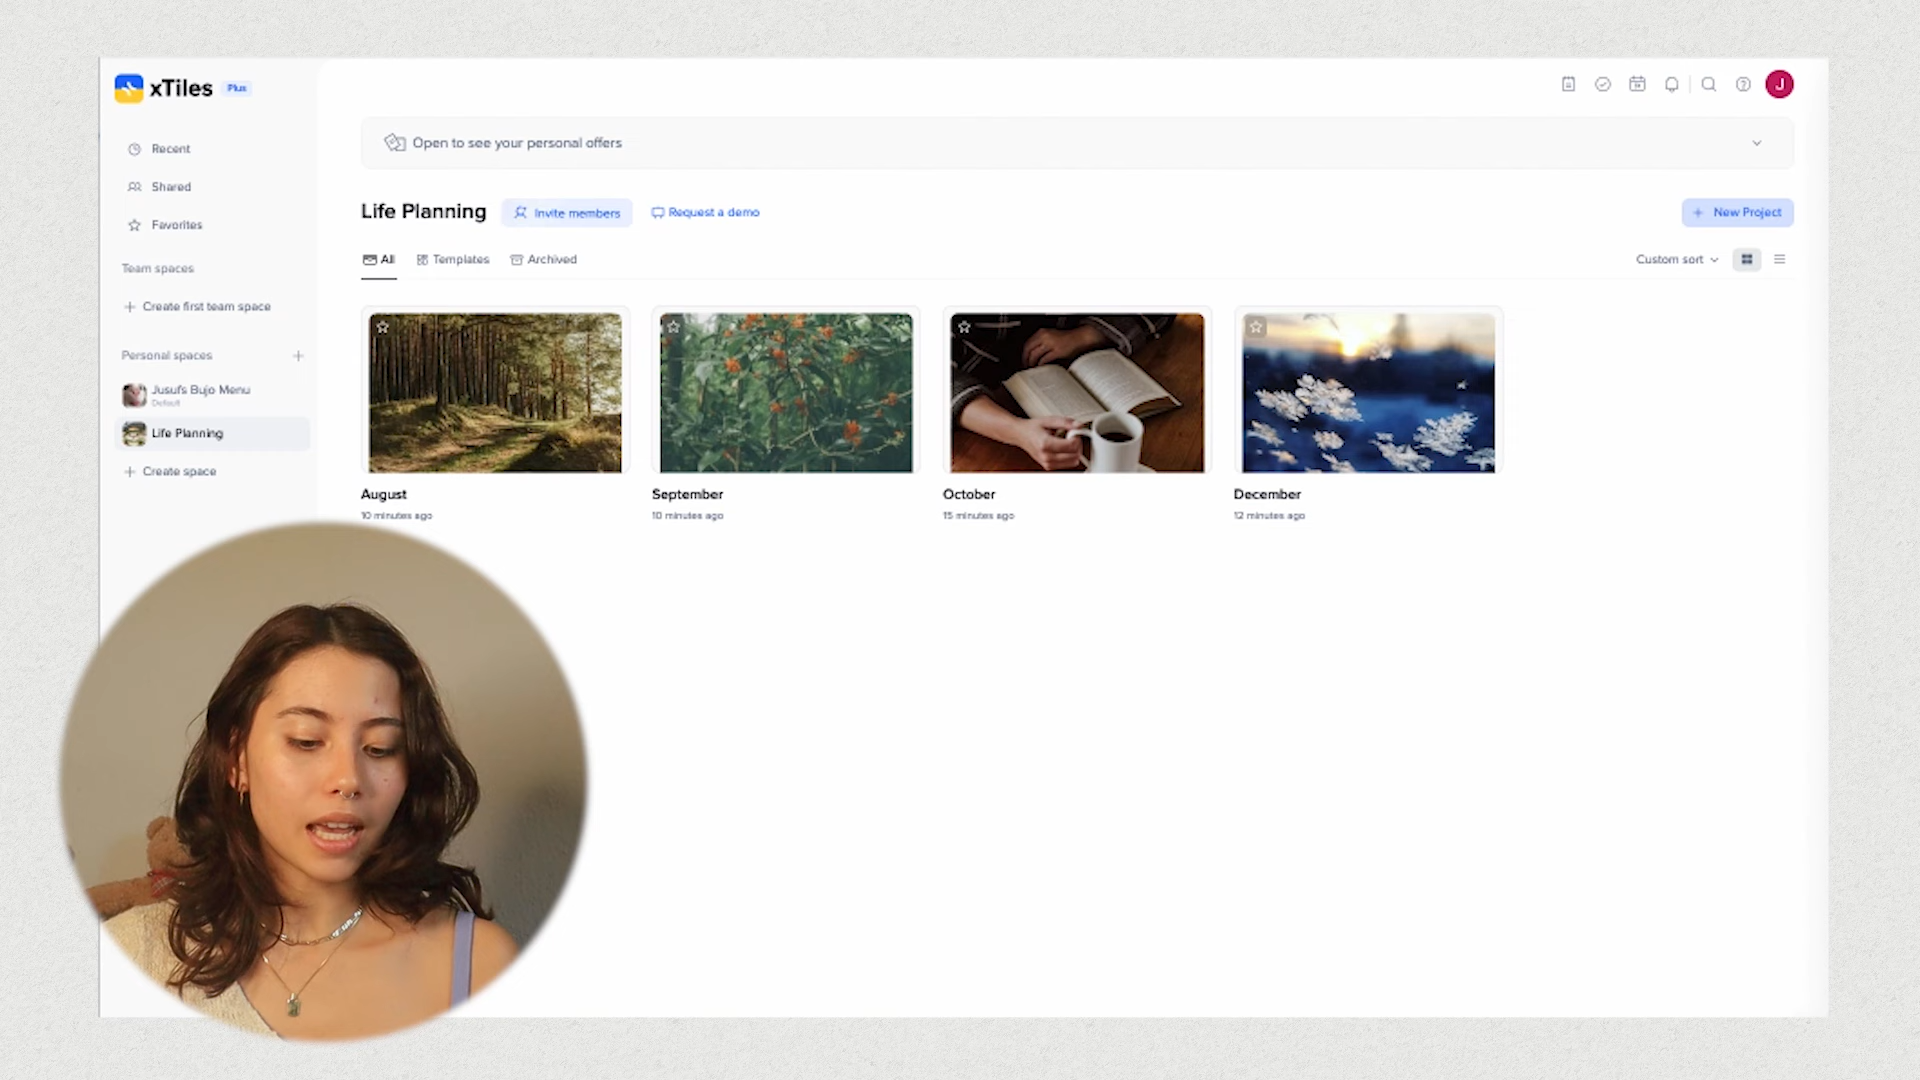 xTiles Plus
Recent
Shared
Favorites
Team spaces
Create first team space
Personal spaces
Jusufs Bujo Menu
Default
Life Planning
Create space
J
Open to see your personal offers
Life Planning Invite members Request a demo New Project
All Templates Archived Custom sort
August September October December
10 minutes ago 10 minutes ago 15 minutes ago 12 minutes ago